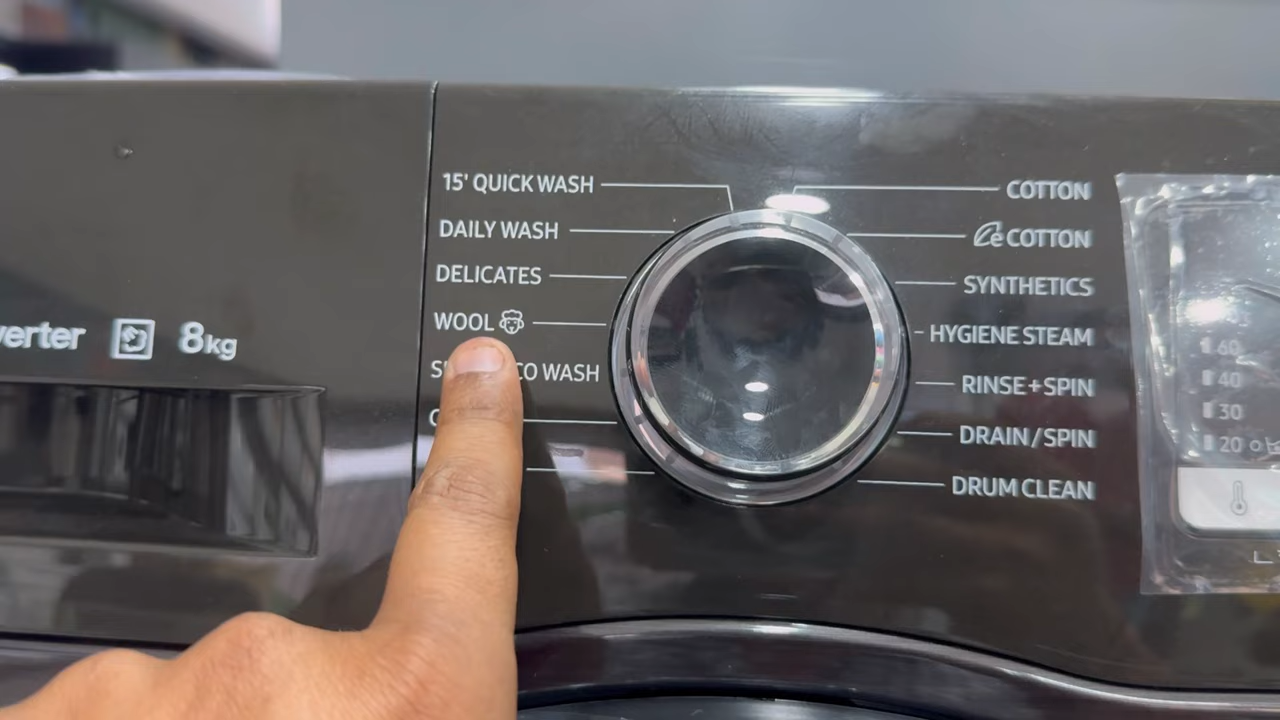 15' QUICK WASH
DAILY WASH
DELICATES
WOOL
CO WASH
COTTON
e COTTON
SYNTHETICS
HYGIENE STEAM
RINSE+SPIN
DRAIN/SPIN
DRUM CLEAN
verter
8kg
60
40
30
20